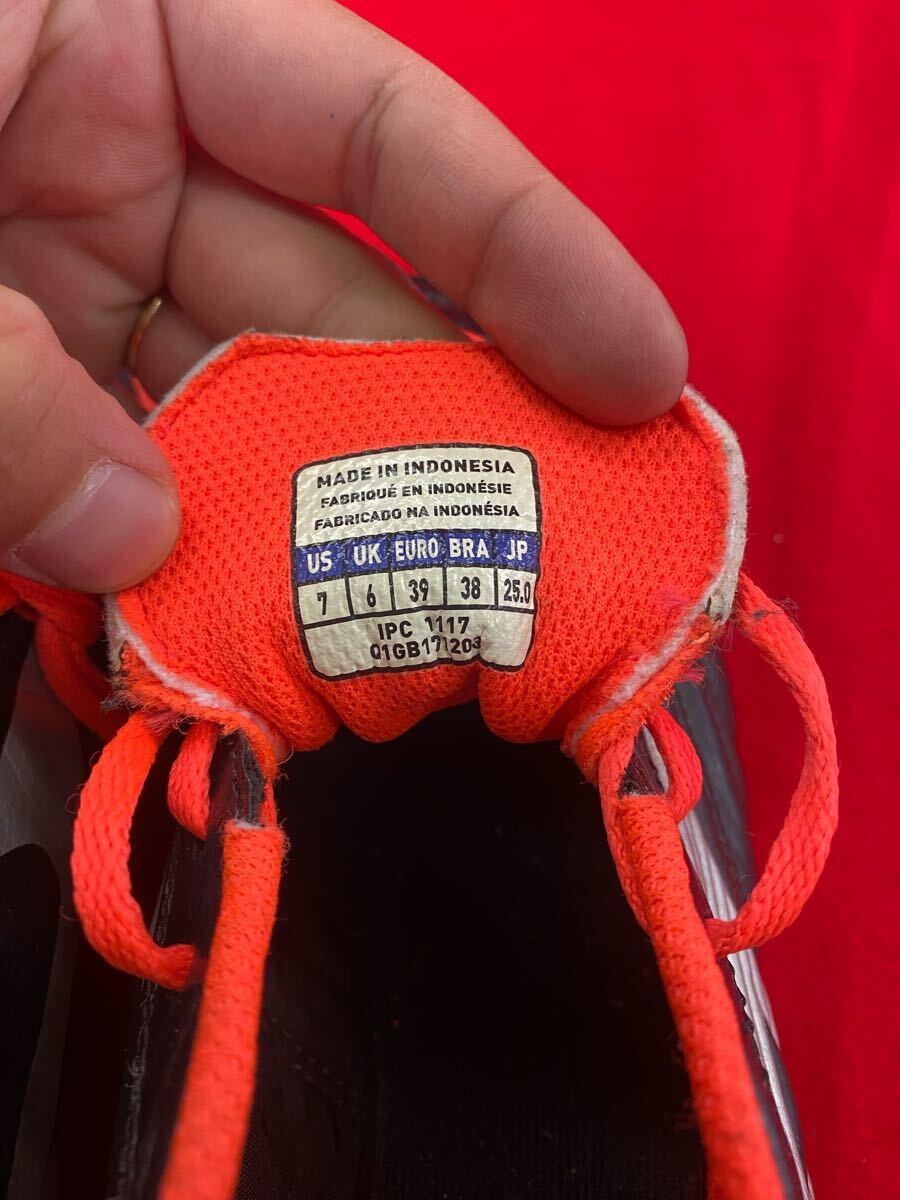 MADE IN INDONESIA
FABRIQUÉ EN INDONÉSIE
FABRICADO NA INDONÉSIA
US UK EURO BRA JP
7 6 39 38 25.0
IPC 1117